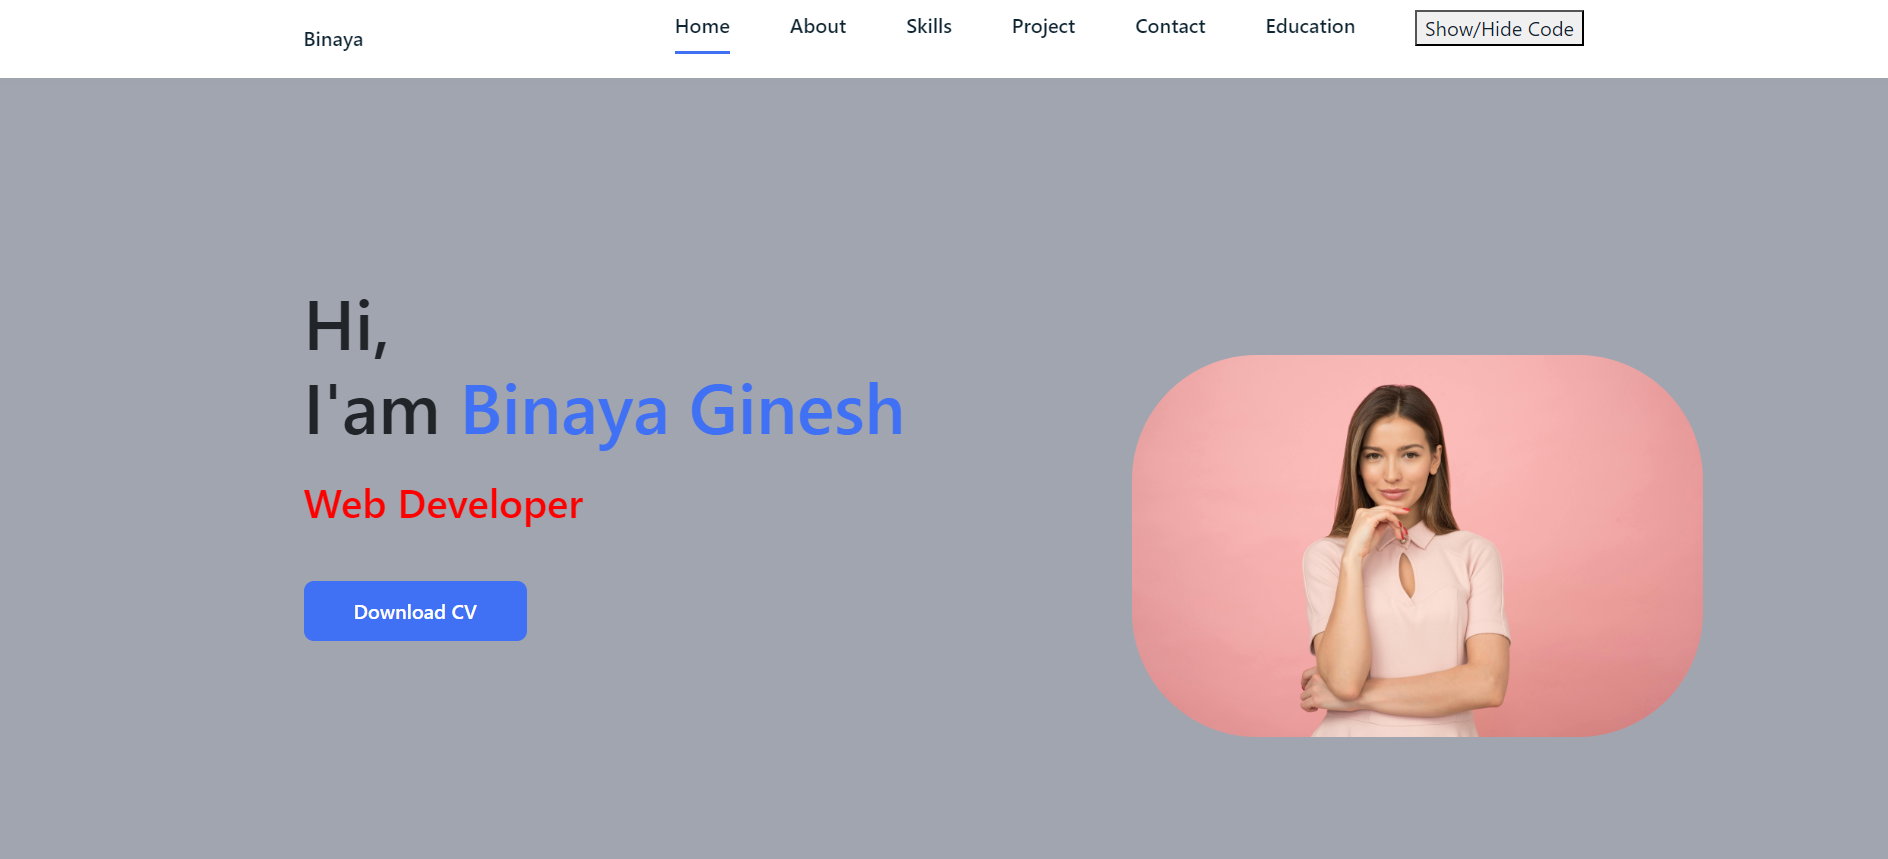 Binaya
Home About Skills Project Contact Education Show/Hide Code
Hi,
I'am Binaya Ginesh
Web Developer
Download CV